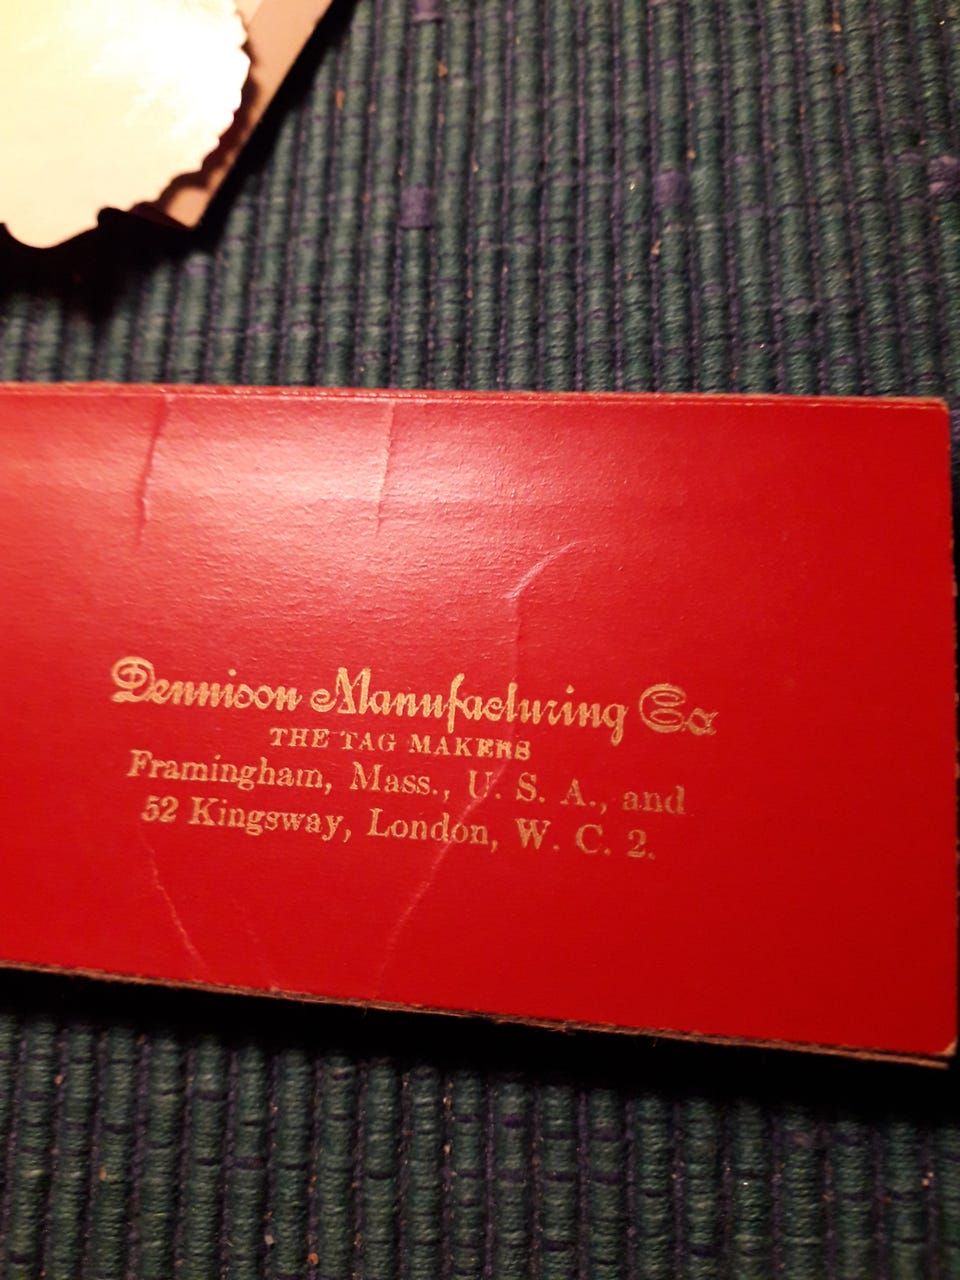 Dennison Manufacturing Co
THE TAG MAKERS
Framingham, Mass., U. S. A., and
52 Kingsway, London, W. C. 2.